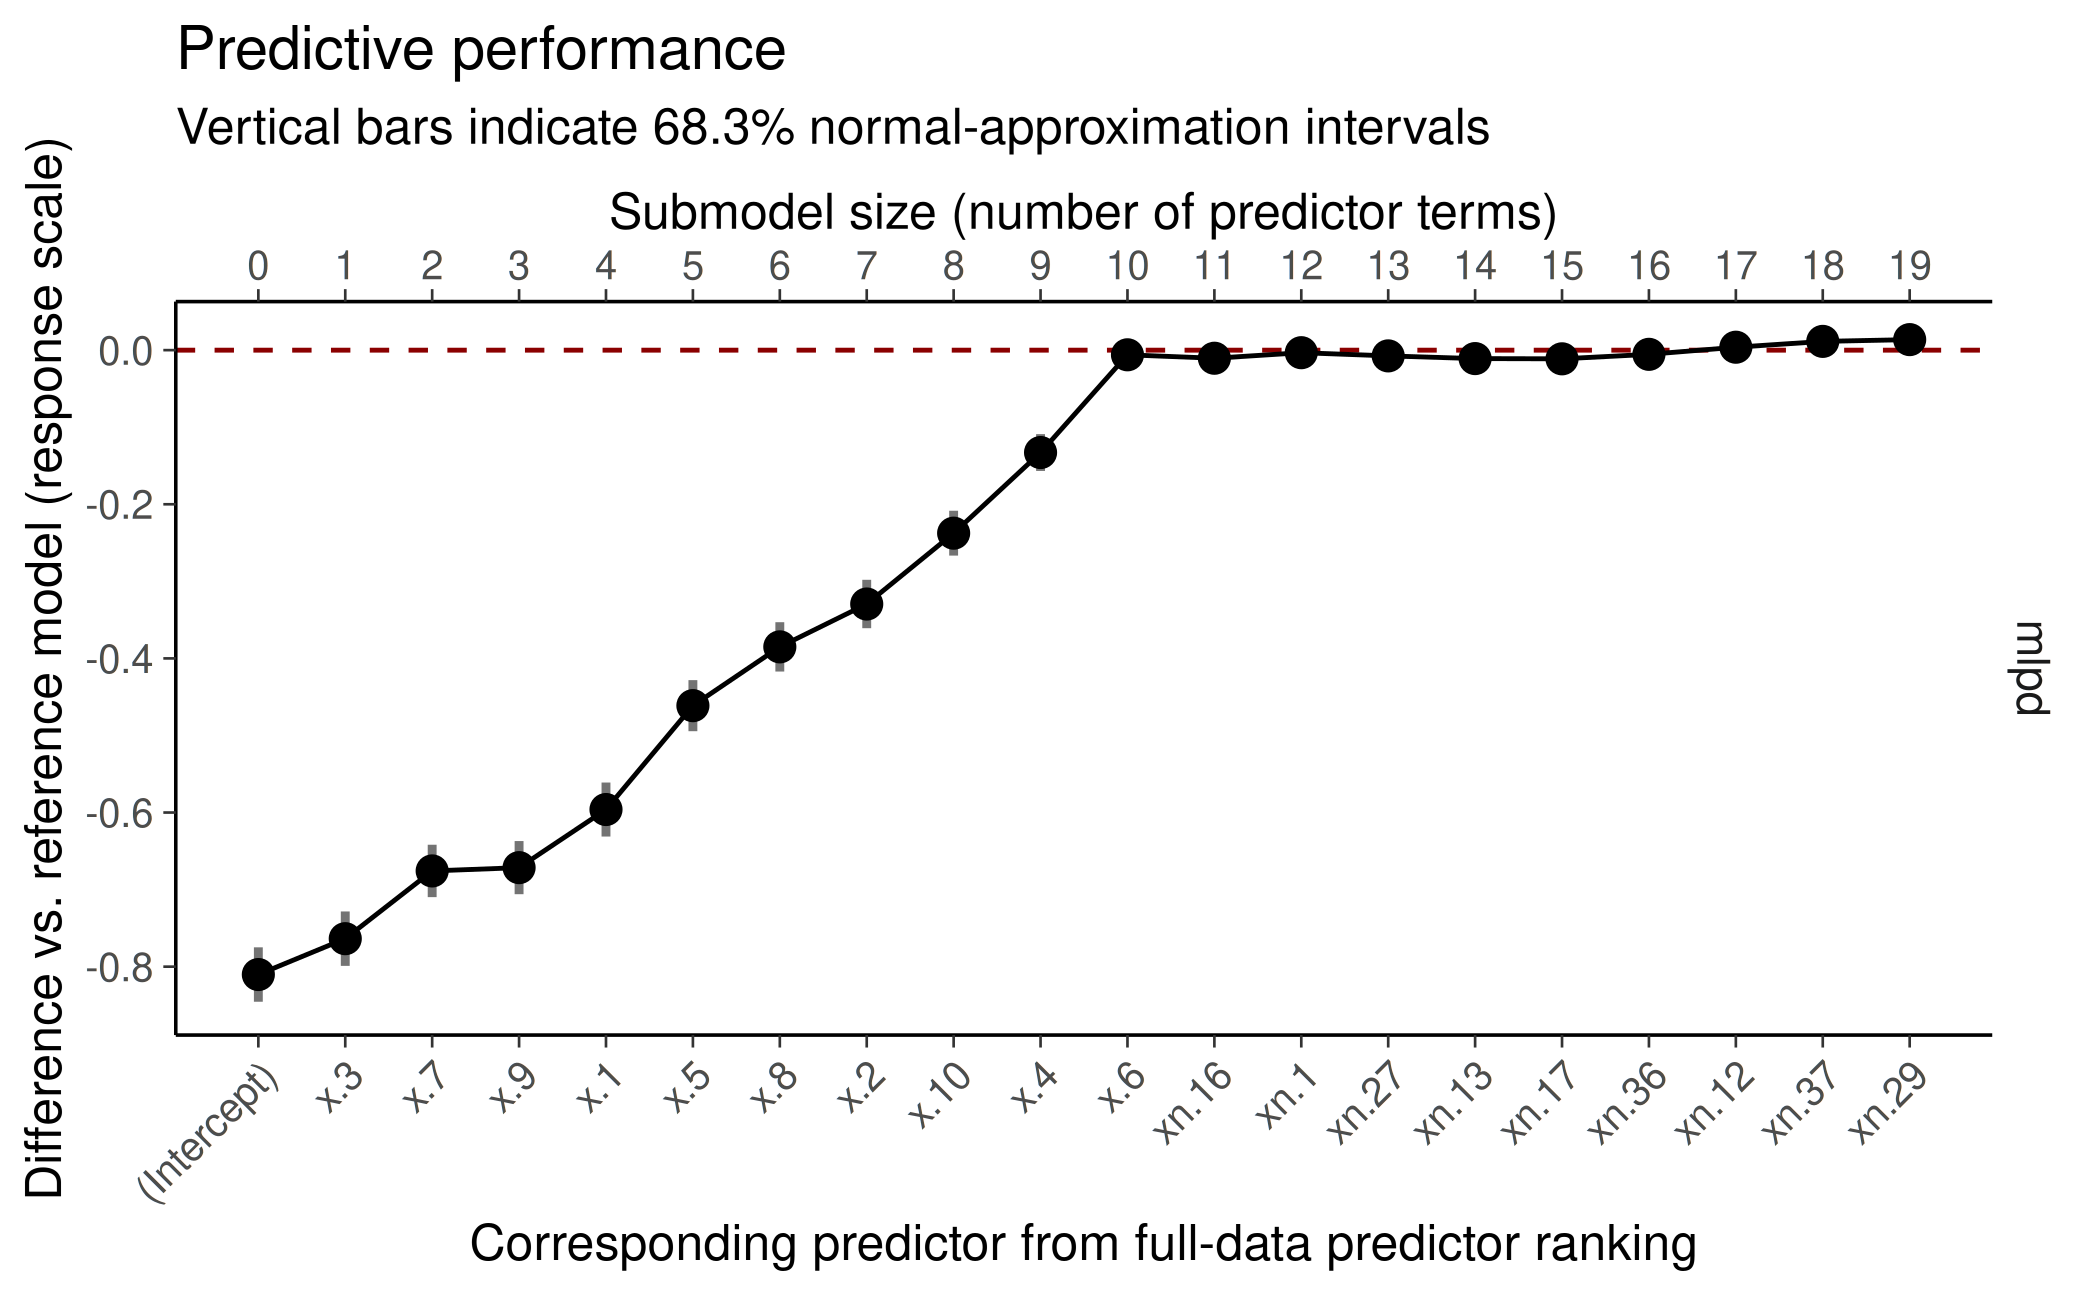 Predictive performance
Vertical bars indicate 68.3% normal-approximation intervals
Submodel size (number of predictor terms)
0 1 2 3 4 5 6 7 8 9 10 11 12 13 14 15 16 17 18 19
Difference vs. reference model (response scale)
0.0
-0.2
-0.4
-0.6
-0.8
mlpd
(Intercept) x.3 x.7 x.9 x.1 x.5 x.8 x.2 x.10 x.4 x.6 xn.16 xn.1 xn.27 xn.13 xn.17 xn.36 xn.12 xn.37 xn.29
Corresponding predictor from full-data predictor ranking